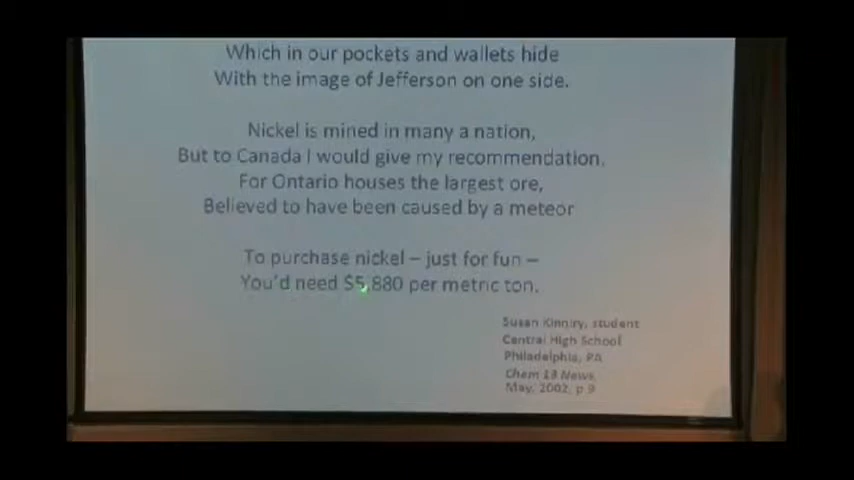 Which in our pockets and wallets hide
With the image of Jefferson on one side.
Nickel is mined in many a nation,
But to Canada I would give my recommendation.
For Ontario houses the largest ore,
Believed to have been caused by a meteor
To purchase nickel – just for fun –
You'd need $5,880 per metric ton.
Susan Kinniry, student
Central High School
Philadelphia, PA
Chem 13 News,
May, 2002, p 9